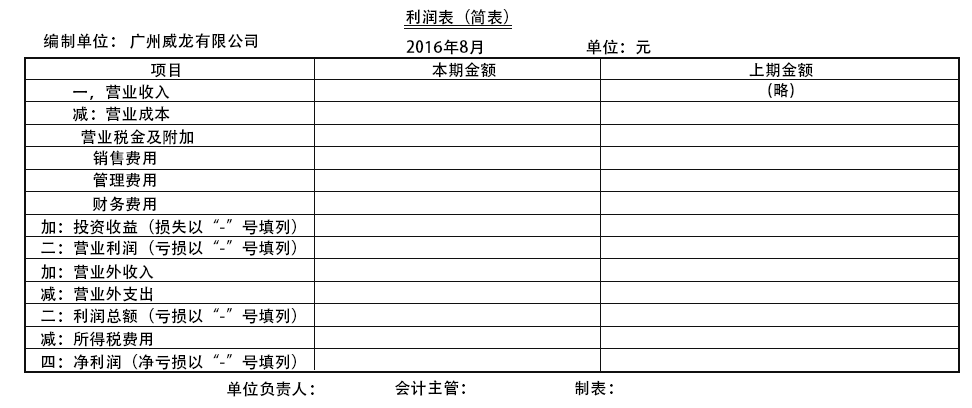 利润表（简表）
编制单位： 广州威龙有限公司 2016年8月 单位：元
项目 本期金额 上期金额
一，营业收入 （略）
减：营业成本
营业税金及附加
销售费用
管理费用
财务费用
加：投资收益（损失以“-”号填列）
二：营业利润（亏损以“-”号填列）
加：营业外收入
减：营业外支出
二：利润总额（亏损以“-”号填列）
减：所得税费用
四：净利润（净亏损以“-”号填列）
单位负责人： 会计主管： 制表：